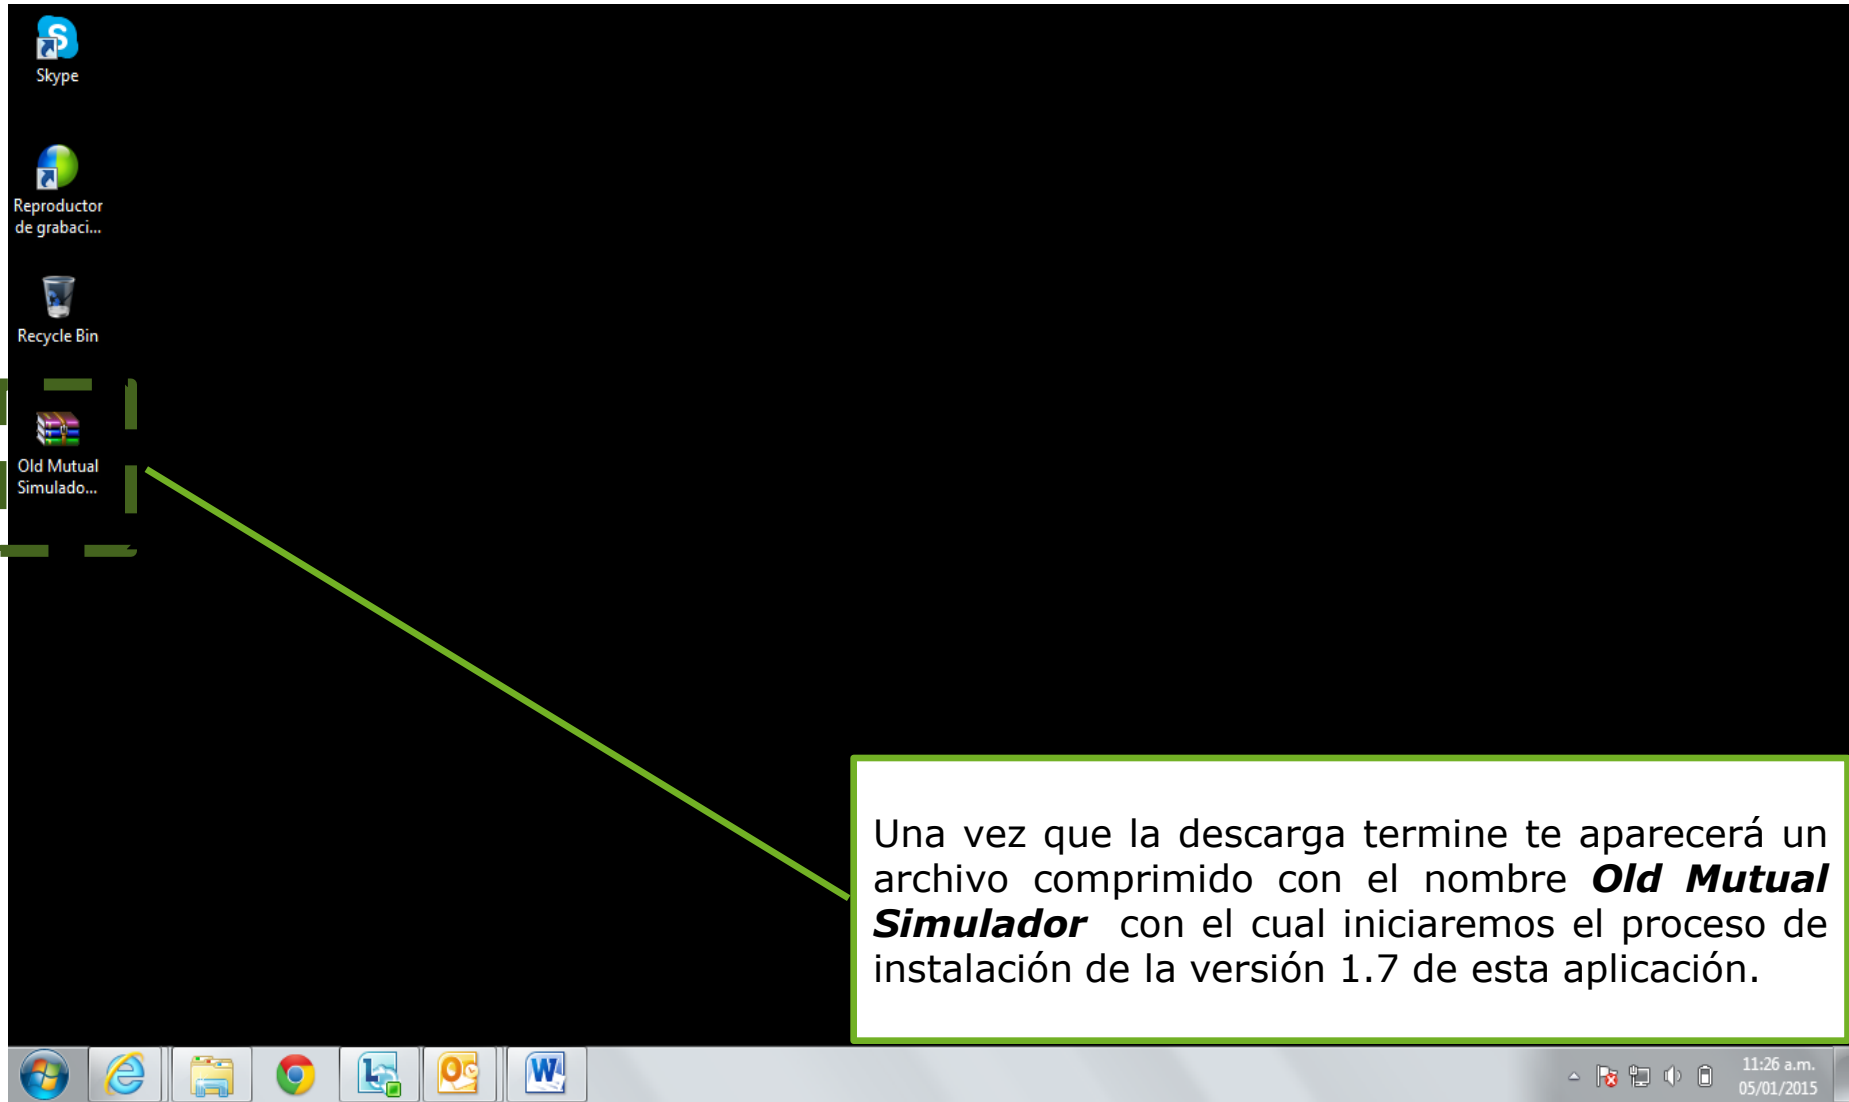 Skype
Reproductor
de grabaci...
Recycle Bin
Old Mutual
Simulado...
Una vez que la descarga termine te aparecerá un
archivo comprimido con el nombre Old Mutual
Simulador con el cual iniciaremos el proceso de
instalación de la versión 1.7 de esta aplicación.
11:26 a.m.
05/01/2015